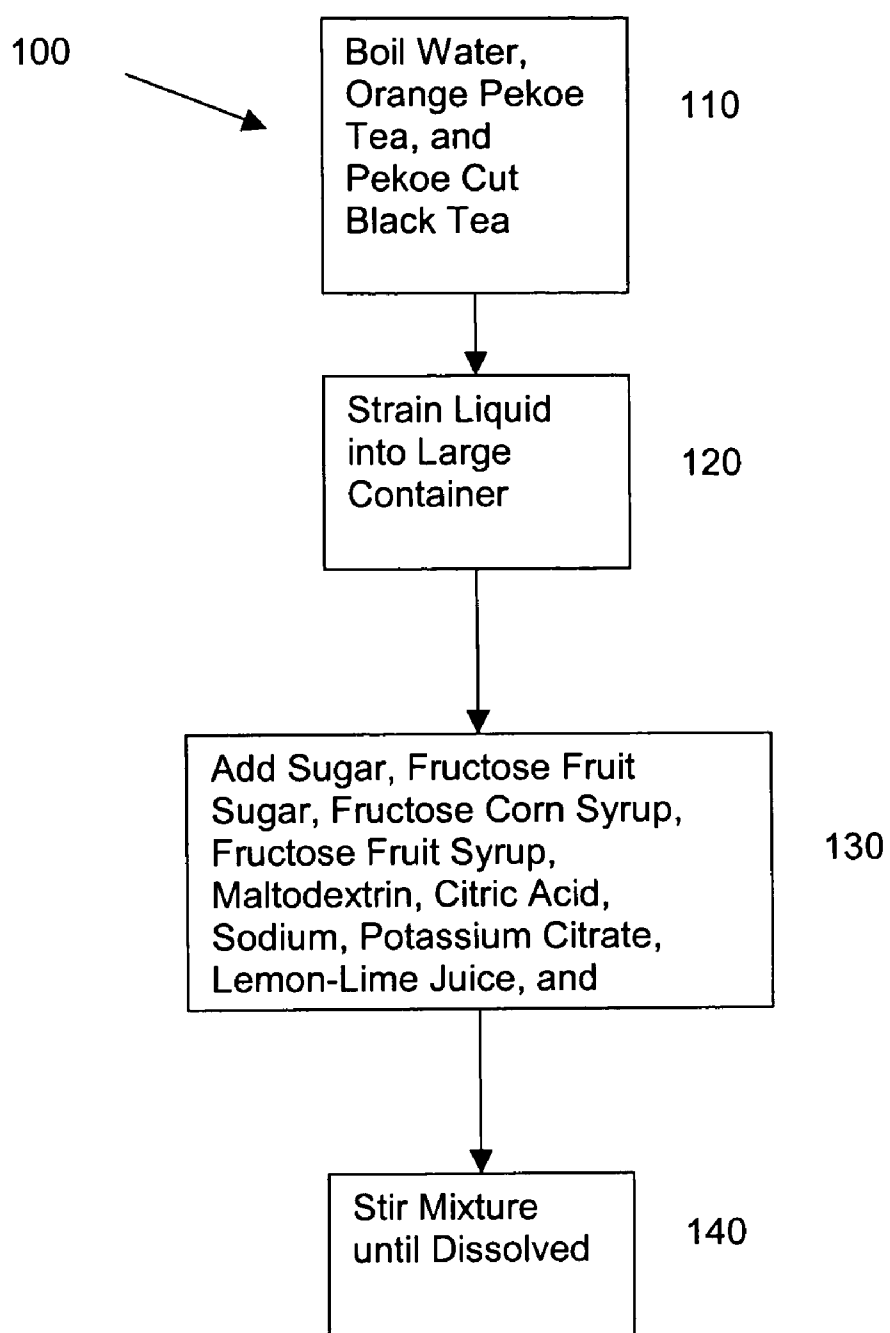 100
Boil Water,
Orange Pekoe
Tea, and
Pekoe Cut
Black Tea
110
Strain Liquid
into Large
Container
120
Add Sugar, Fructose Fruit
Sugar, Fructose Corn Syrup,
Fructose Fruit Syrup,
Maltodextrin, Citric Acid,
Sodium, Potassium Citrate,
Lemon-Lime Juice, and
130
Stir Mixture
until Dissolved
140